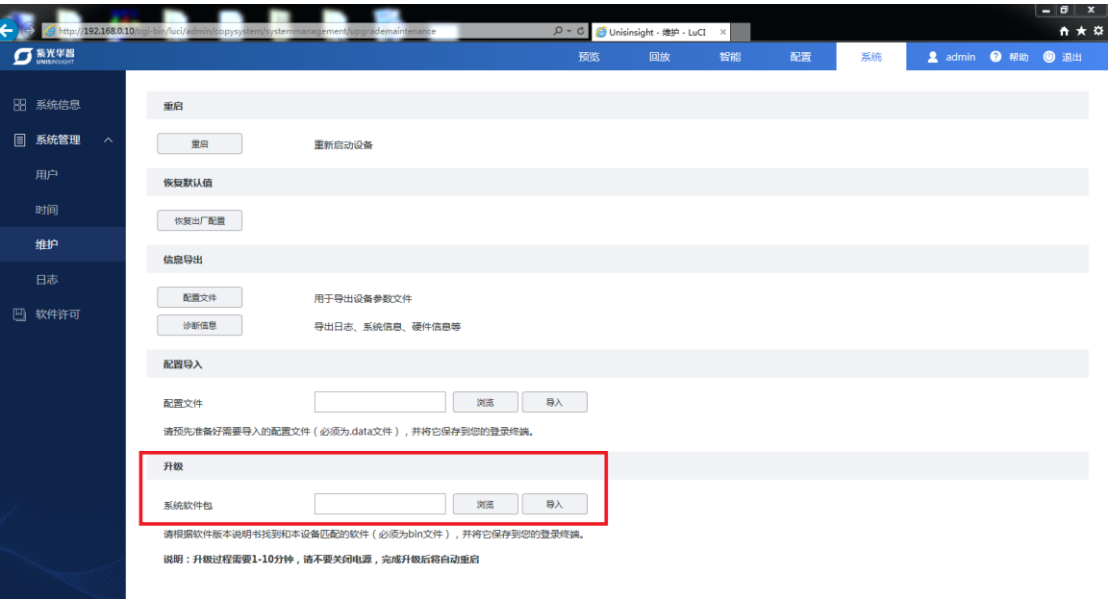 http://192.168.0.10/cgi-bin/luci/admin/copysystem/systemmanagement/upgrademaintenance
Unisinsight - 维护 - LuCI
紫光华智
UNISINSIGHT
预览 回放 智能 配置 系统 admin 帮助 退出
系统信息
系统管理
用户
时间
维护
日志
软件许可
重启
重启 重新启动设备
恢复默认值
恢复出厂配置
信息导出
配置文件 用于导出设备参数文件
诊断信息 导出日志、系统信息、硬件信息等
配置导入
配置文件 浏览 导入
请预先准备好需要导入的配置文件（必须为.data文件），并将它保存到您的登录终端。
升级
系统软件包 浏览 导入
请根据软件版本说明书找到和本设备匹配的软件（必须为bin文件），并将它保存到您的登录终端。
说明：升级过程需要1-10分钟，请不要关闭电源，完成升级后将自动重启